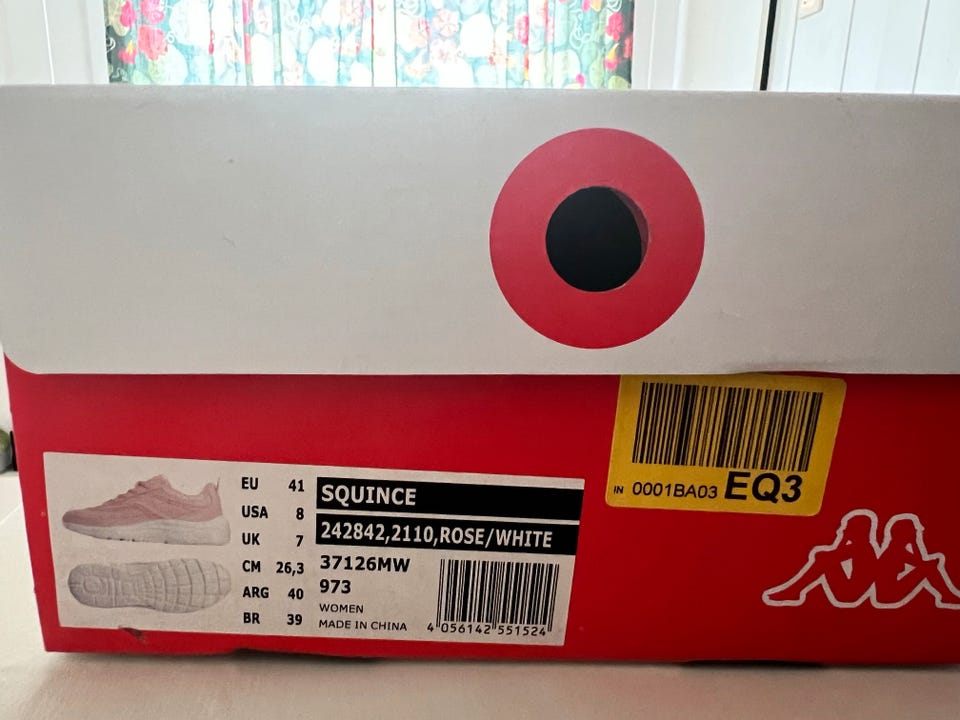 IN 0001BA03 EQ3
EU 41
USA 8
UK 7
CM 26,3
ARG 40
BR 39
SQUINCE
242842,2110,ROSE/WHITE
37126MW
973
WOMEN
MADE IN CHINA
4 056142 551524